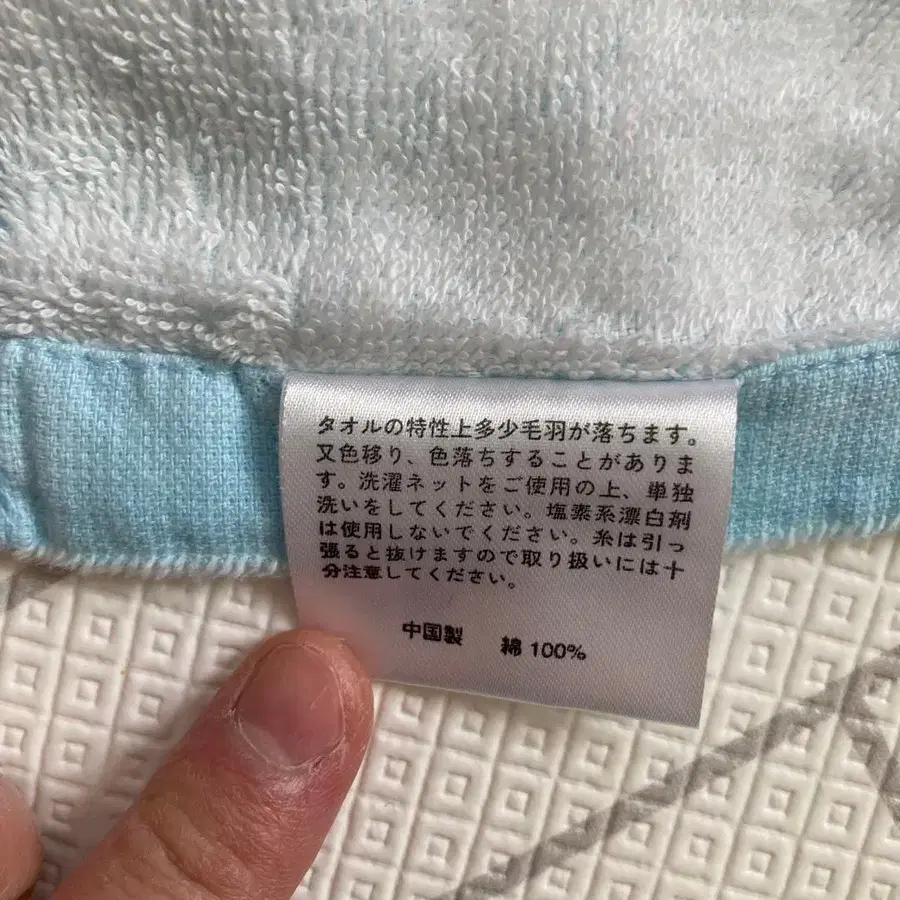 タオルの特性上多少毛羽が落ちます。
又色移り、色落ちすることがありま
す。洗濯ネットをご使用の上、単独
洗いをしてください。塩素系漂白剤
は使用しないでください。糸は引っ
張ると抜けますので取り扱いには十
分注意してください。
中国製 綿 100%